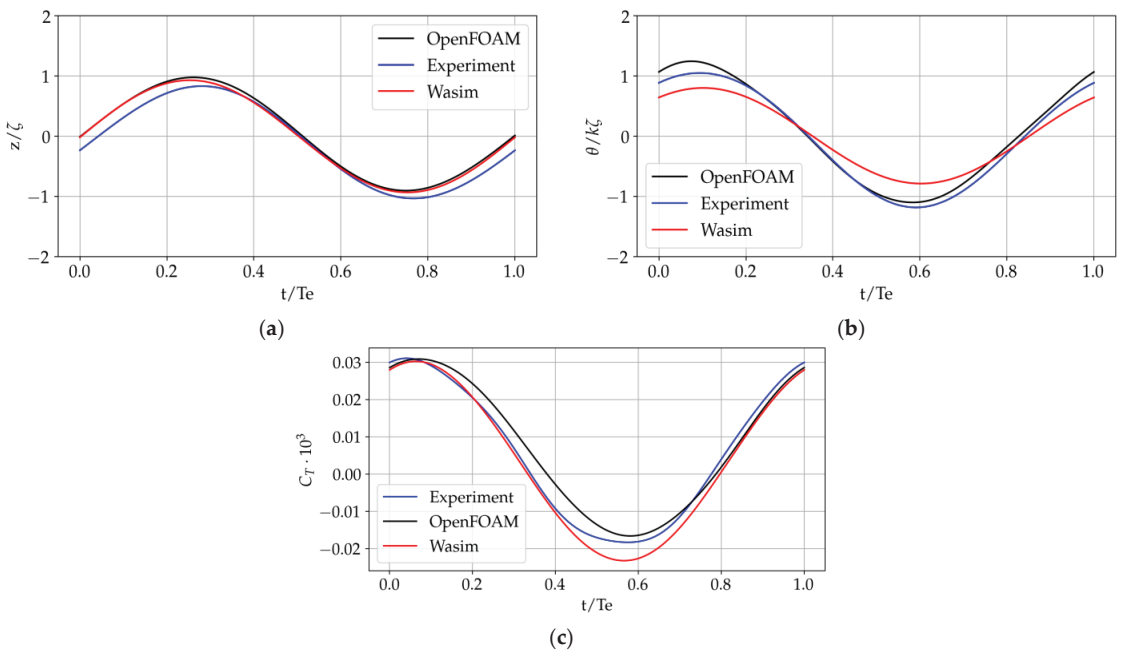 2
1
0
−1
−2
z/ζ
OpenFOAM
Experiment
Wasim
0.0 0.2 0.4 0.6 0.8 1.0
t/Te
(a)
2
1
0
−1
−2
θ/kζ
OpenFOAM
Experiment
Wasim
0.0 0.2 0.4 0.6 0.8 1.0
t/Te
(b)
0.03
0.02
0.01
0.00
−0.01
−0.02
C_T · 10³
Experiment
OpenFOAM
Wasim
0.0 0.2 0.4 0.6 0.8 1.0
t/Te
(c)